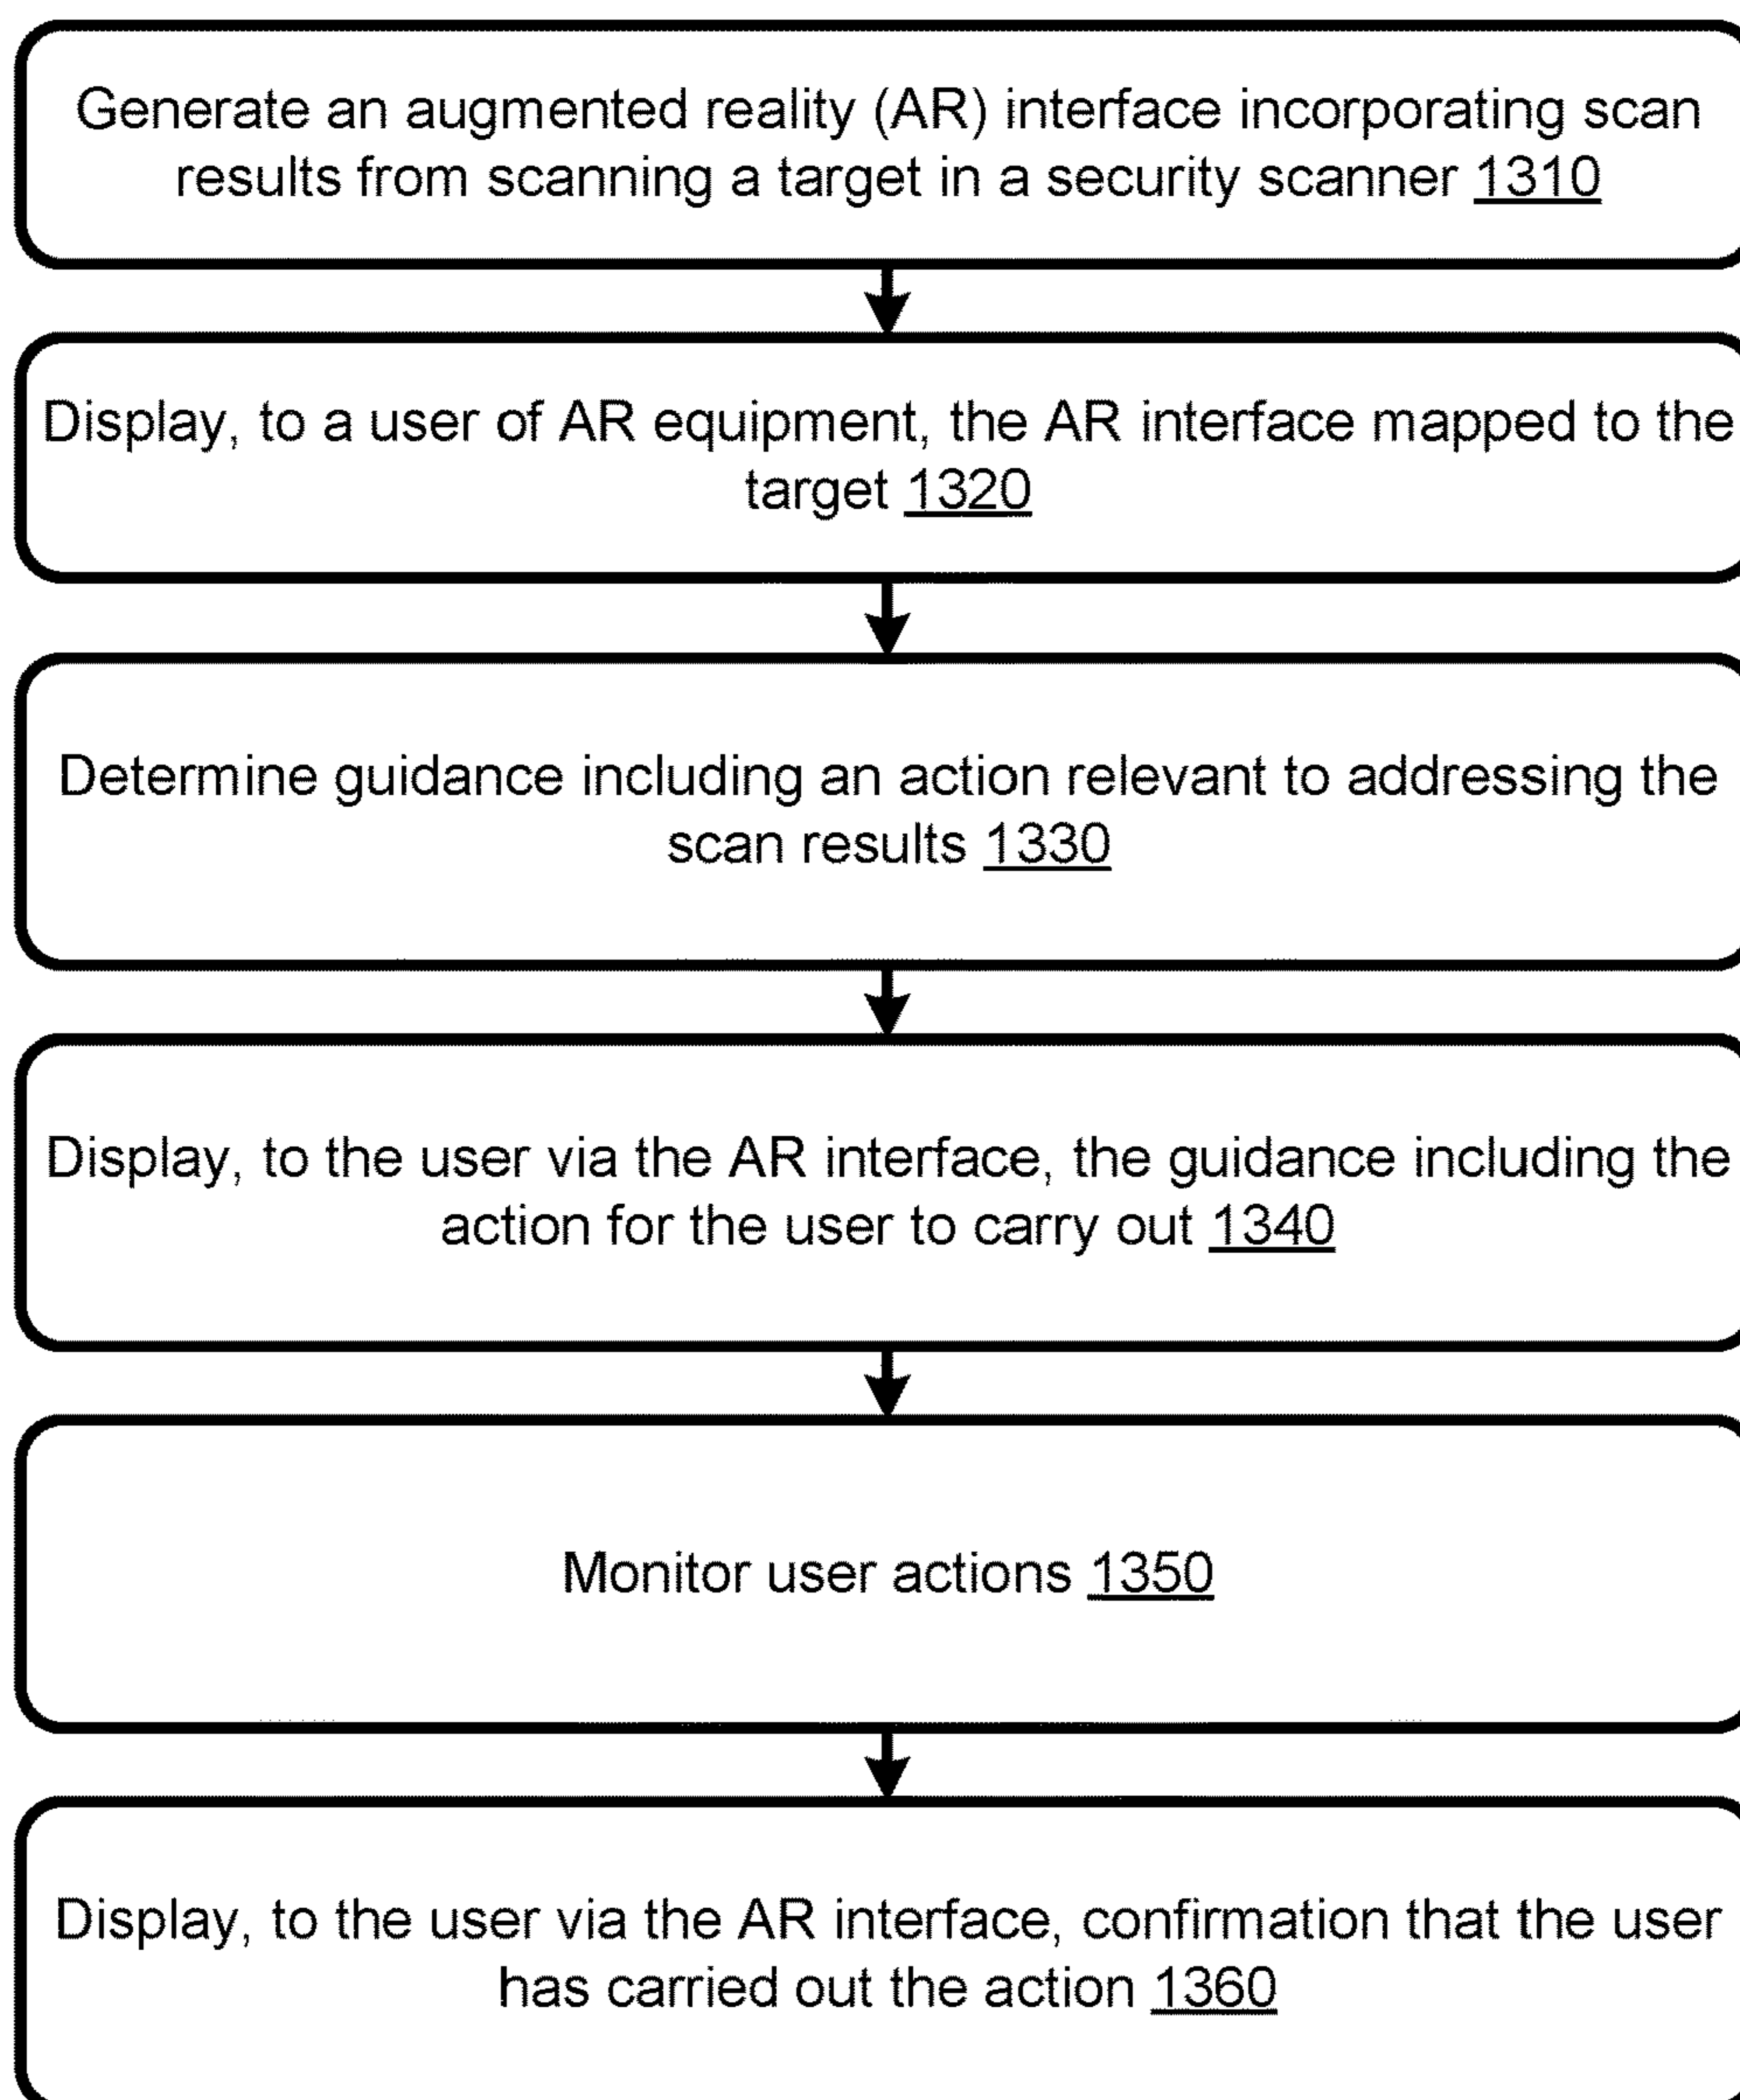 Generate an augmented reality (AR) interface incorporating scan
results from scanning a target in a security scanner 1310
Display, to a user of AR equipment, the AR interface mapped to the
target 1320
Determine guidance including an action relevant to addressing the
scan results 1330
Display, to the user via the AR interface, the guidance including the
action for the user to carry out 1340
Monitor user actions 1350
Display, to the user via the AR interface, confirmation that the user
has carried out the action 1360